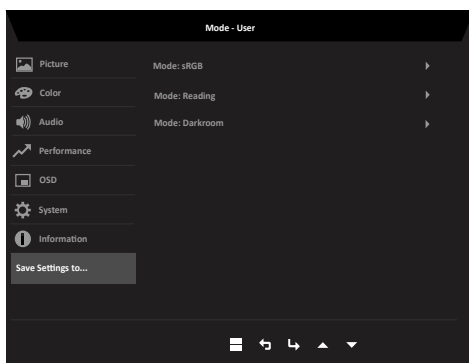 Mode - User
Picture
Color
Audio
Performance
OSD
System
Information
Save Settings to...
Mode: sRGB
Mode: Reading
Mode: Darkroom